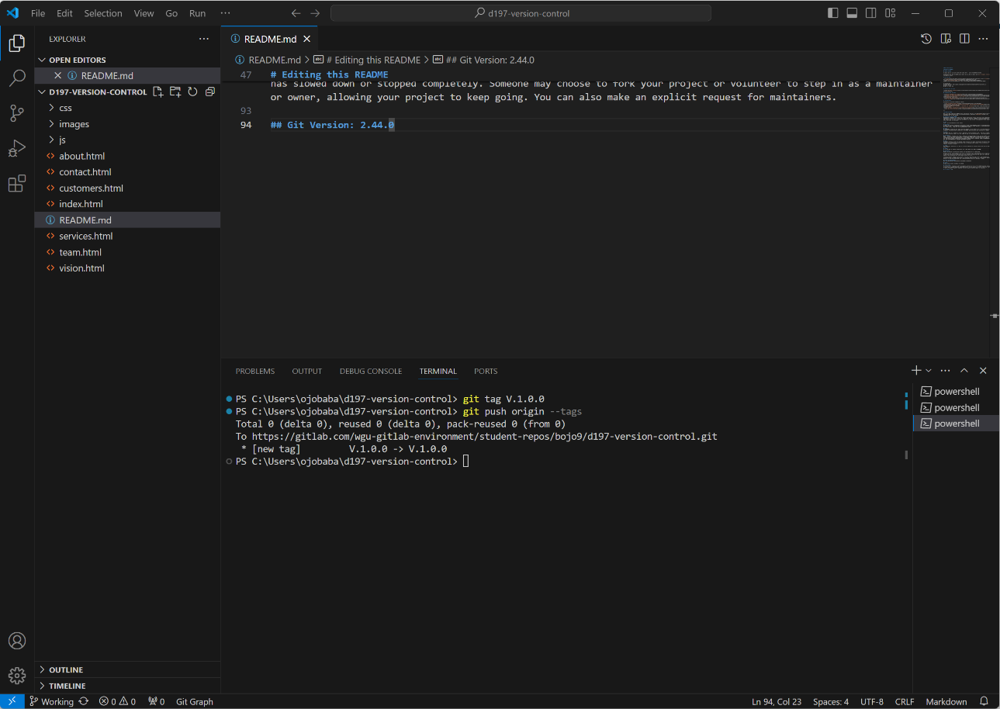 File Edit Selection View Go Run ··· d197-version-control
EXPLORER ···
OPEN EDITORS
README.md
D197-VERSION-CONTROL
css
images
js
about.html
contact.html
customers.html
index.html
README.md
services.html
team.html
vision.html
OUTLINE
TIMELINE
README.md
README.md > # Editing this README > ## Git Version: 2.44.0
47 # Editing this README
has slowed down or stopped completely. Someone may choose to fork your project or volunteer to step in as a maintainer
or owner, allowing your project to keep going. You can also make an explicit request for maintainers.
93
94 ## Git Version: 2.44.0
PROBLEMS OUTPUT DEBUG CONSOLE TERMINAL PORTS
PS C:\Users\ojobaba\d197-version-control> git tag V.1.0.0
PS C:\Users\ojobaba\d197-version-control> git push origin --tags
Total 0 (delta 0), reused 0 (delta 0), pack-reused 0 (from 0)
To https://gitlab.com/wgu-gitlab-environment/student-repos/bojo9/d197-version-control.git
* [new tag] V.1.0.0 -> V.1.0.0
PS C:\Users\ojobaba\d197-version-control>
powershell
powershell
powershell
Working 0 0 0 Git Graph Ln 94, Col 23 Spaces: 4 UTF-8 CRLF Markdown